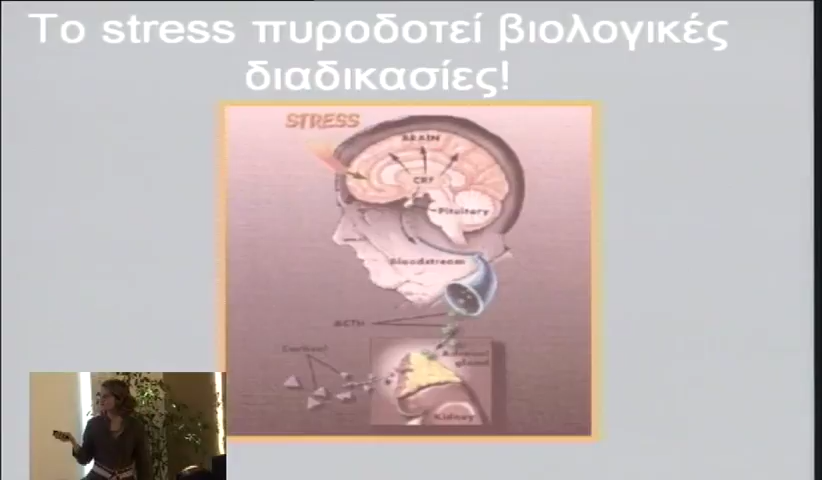 Το stress πυροδοτεί βιολογικές
διαδικασίες!
STRESS
BRAIN
CRF
Pituitary
Bloodstream
ACTH
Cortisol
Adrenal
gland
Kidney